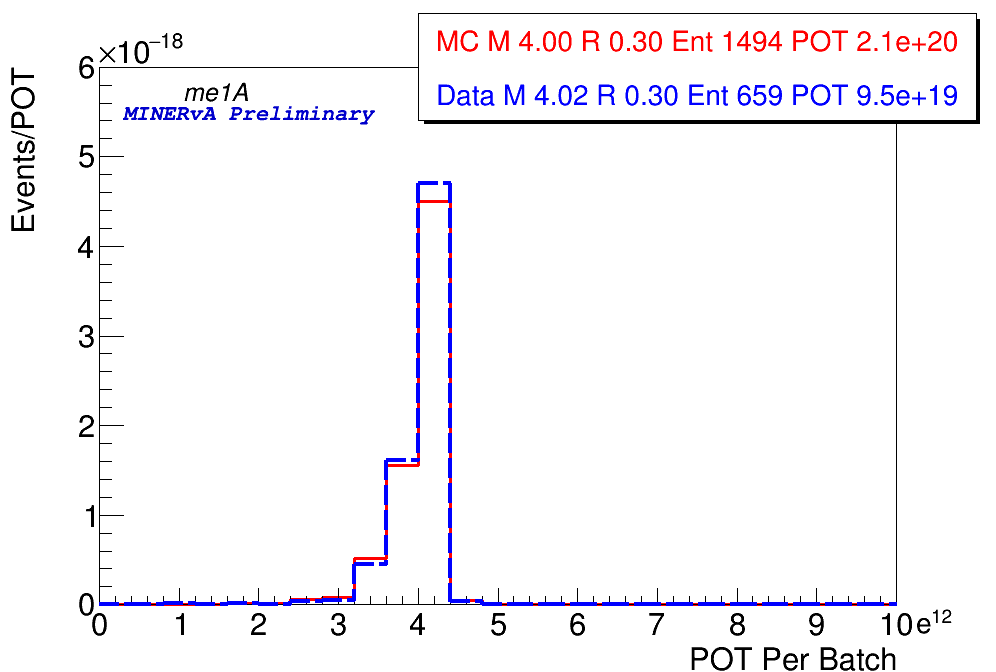 MC M 4.00 R 0.30 Ent 1494 POT 2.1e+20
Data M 4.02 R 0.30 Ent 659 POT 9.5e+19
×10⁻¹⁸
me1A
MINERvA Preliminary
Events/POT
6
5
4
3
2
1
0
0 1 2 3 4 5 6 7 8 9 10 e¹²
POT Per Batch